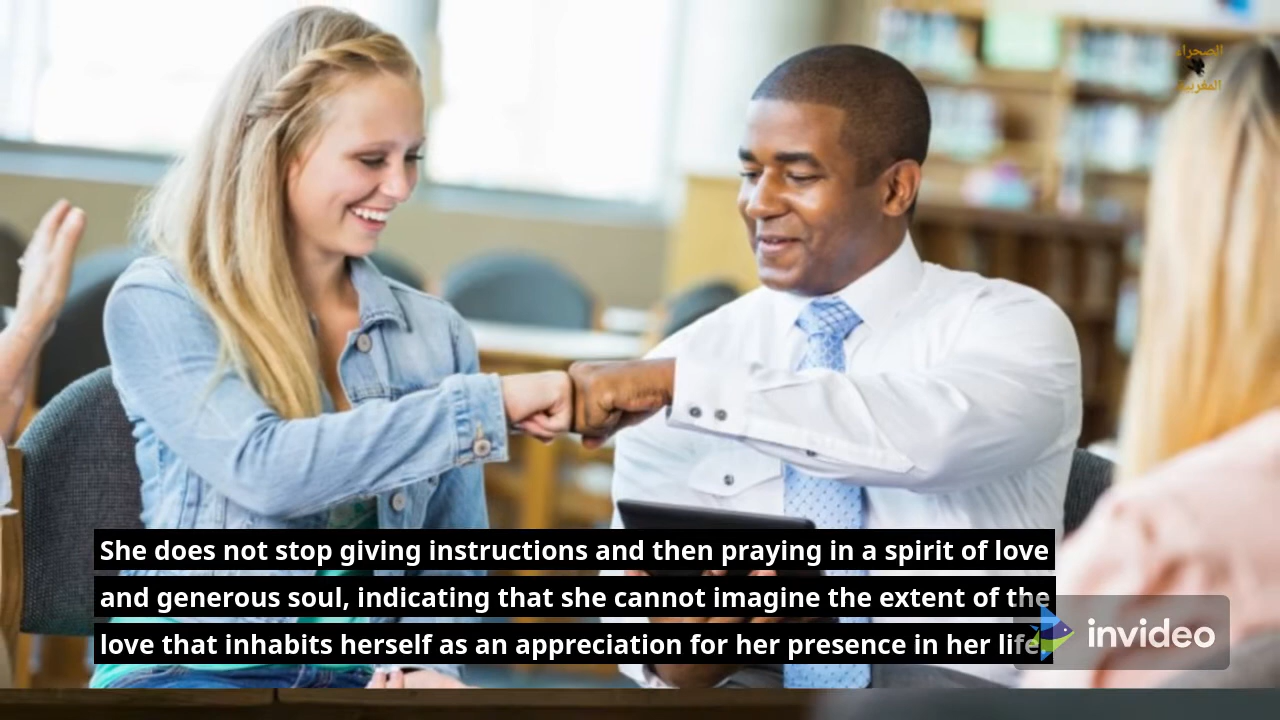 الصحراء
المغربية
She does not stop giving instructions and then praying in a spirit of love
and generous soul, indicating that she cannot imagine the extent of the
love that inhabits herself as an appreciation for her presence in her life.
invideo